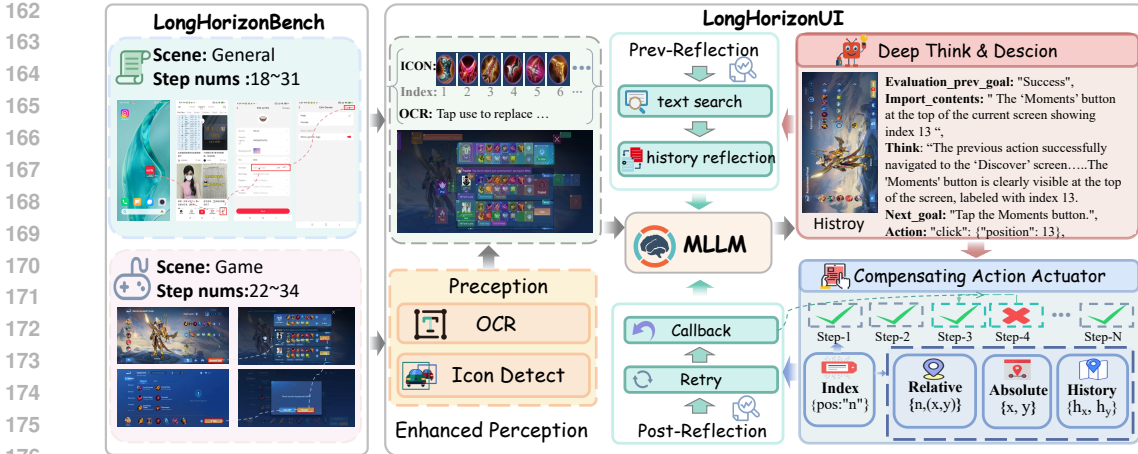 162
163
164
165
166
167
168
169
170
171
172
173
174
175
176
LongHorizonBench
Scene: General
Step nums :18~31
Scene: Game
Step nums:22~34
LongHorizonUI
ICON:
Index: 1 2 3 4 5 6 ...
OCR: Tap use to replace …
Preception
OCR
Icon Detect
Enhanced Perception
Prev-Reflection
text search
history reflection
MLLM
Callback
Retry
Post-Reflection
Deep Think & Descion
Histroy
Evaluation_prev_goal: "Success",
Import_contents: " The ‘Moments’ button
at the top of the current screen showing
index 13 “,
Think: “The previous action successfully
navigated to the ‘Discover’ screen…..The
'Moments' button is clearly visible at the top
of the screen, labeled with index 13.
Next_goal: "Tap the Moments button.",
Action: "click": {"position": 13},
Compensating Action Actuator
Step-1 Step-2 Step-3 Step-4 Step-N
Index
{pos:"n"}
Relative
{n,(x,y)}
Absolute
{x, y}
History
{hx, hy}